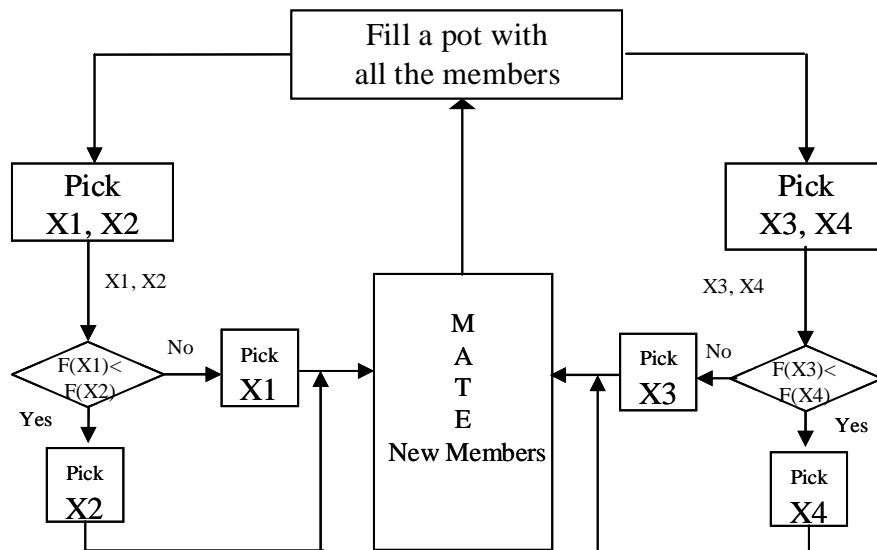 Fill a pot with
all the members
Pick
X1, X2
Pick
X3, X4
X1, X2
X3, X4
F(X1)<
F(X2)
No
Yes
Pick
X1
Pick
X2
M
A
T
E
New Members
Pick
X3
No
F(X3)<
F(X4)
Yes
Pick
X4